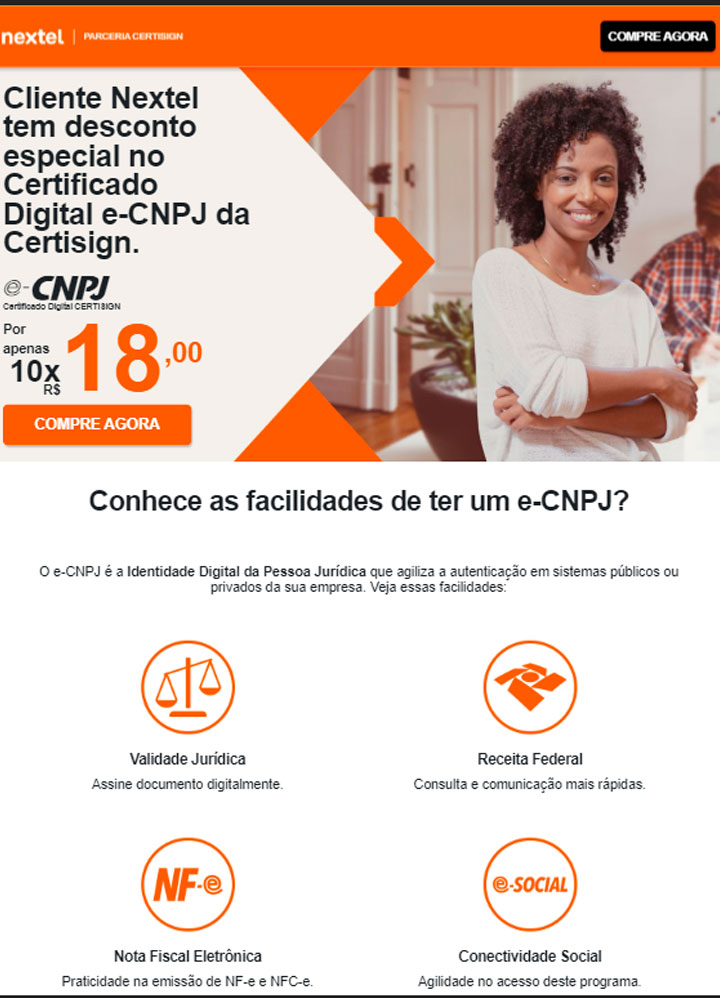 nextel | PARCERIA CERTISIGN
COMPRE AGORA
Cliente Nextel
tem desconto
especial no
Certificado
Digital e-CNPJ da
Certisign.
e-CNPJ
Certificado Digital CERTISIGN
Por
apenas
10x
R$
18,00
COMPRE AGORA
Conhece as facilidades de ter um e-CNPJ?
O e-CNPJ é a Identidade Digital da Pessoa Jurídica que agiliza a autenticação em sistemas públicos ou
privados da sua empresa. Veja essas facilidades:
Validade Jurídica
Assine documento digitalmente.
Receita Federal
Consulta e comunicação mais rápidas.
NF-e
Nota Fiscal Eletrônica
Praticidade na emissão de NF-e e NFC-e.
e-SOCIAL
Conectividade Social
Agilidade no acesso deste programa.